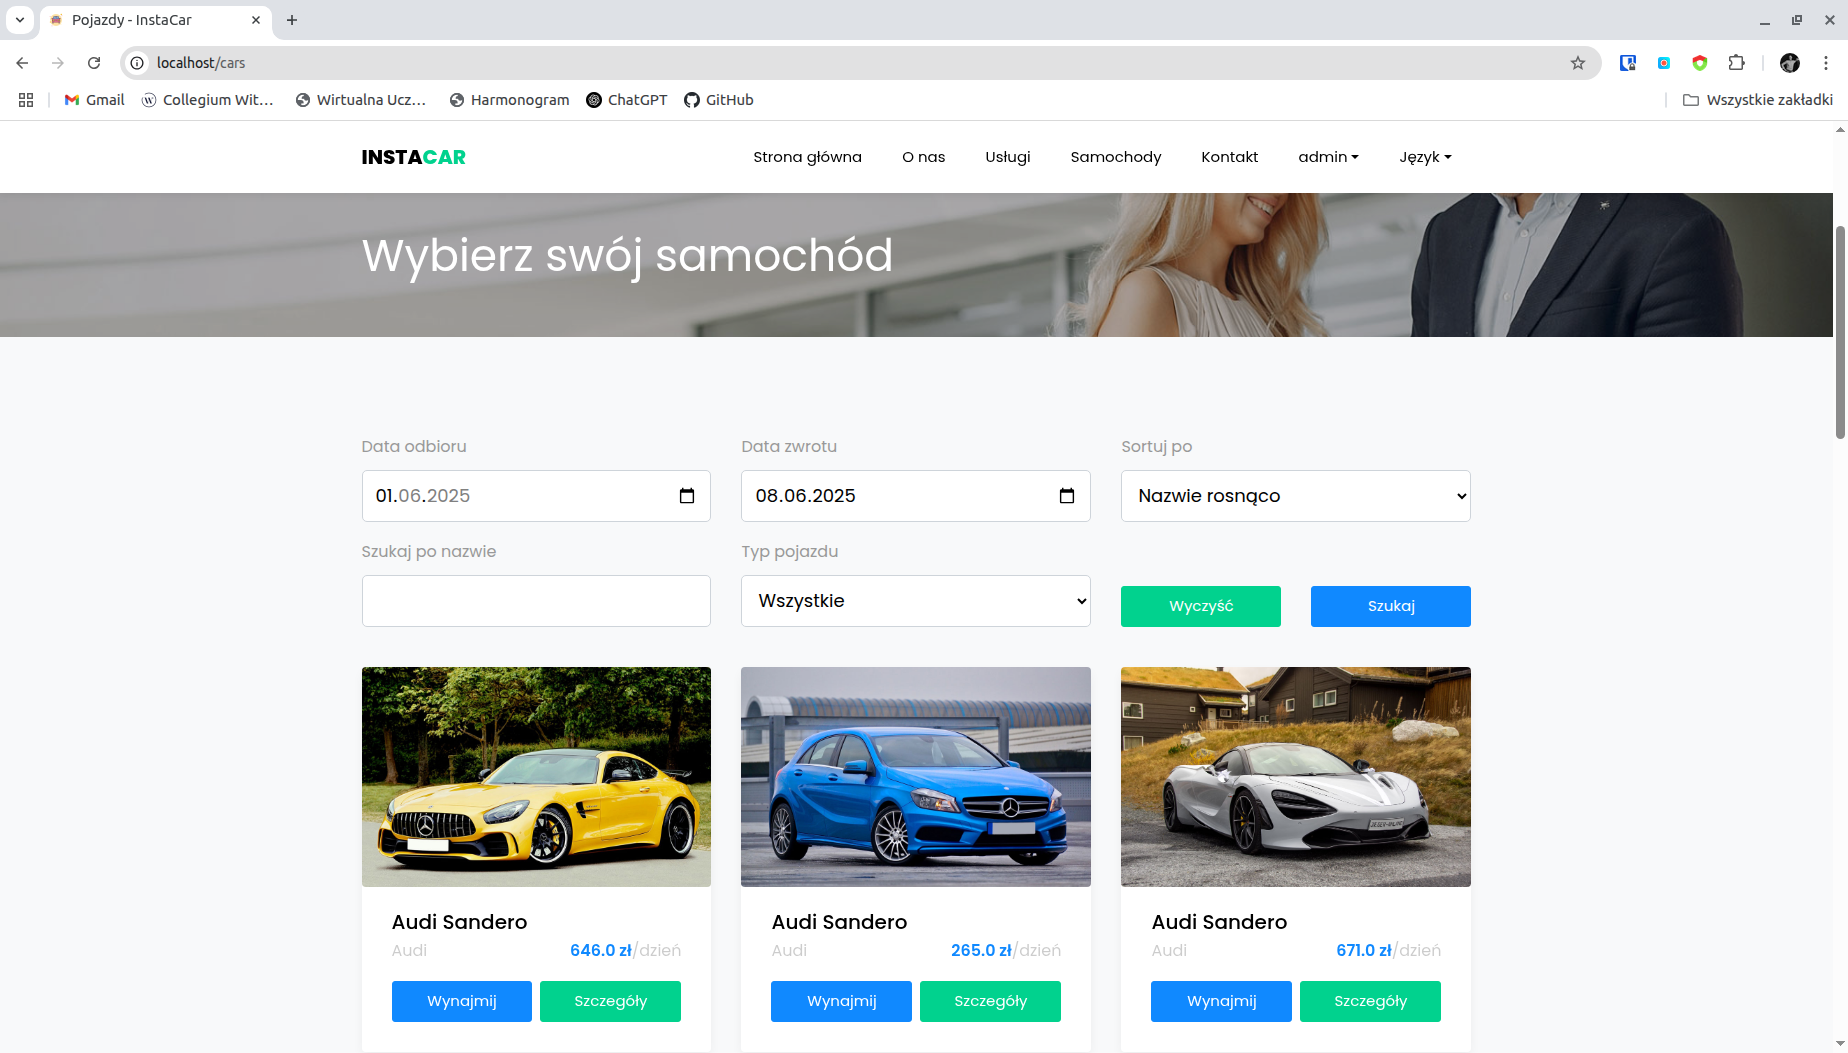 Pojazdy - InstaCar
localhost/cars
Gmail
Collegium Wit...
Wirtualna Ucz...
Harmonogram
ChatGPT
GitHub
Wszystkie zakładki
INSTACAR
Strona główna
O nas
Usługi
Samochody
Kontakt
admin
Język
Wybierz swój samochód
Data odbioru
Data zwrotu
Sortuj po
01.06.2025
08.06.2025
Nazwie rosnąco
Szukaj po nazwie
Typ pojazdu
Wszystkie
Wyczyść
Szukaj
Audi Sandero
Audi
646.0 zł/dzień
Wynajmij
Szczegóły
Audi Sandero
Audi
265.0 zł/dzień
Wynajmij
Szczegóły
Audi Sandero
Audi
671.0 zł/dzień
Wynajmij
Szczegóły